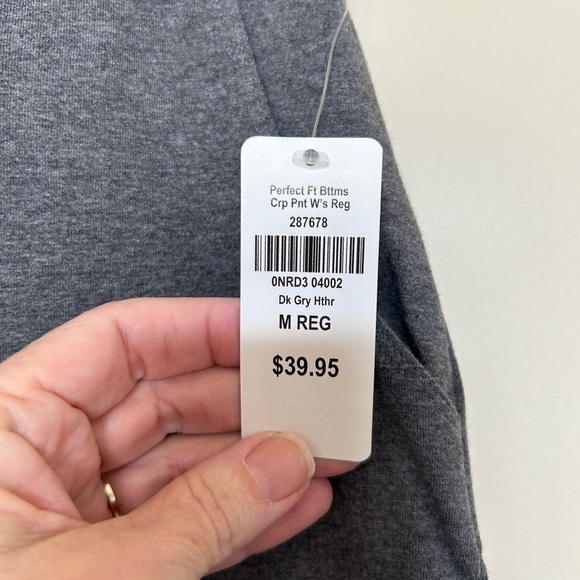 Perfect Ft Bttms
Crp Pnt W's Reg
287678
0NRD3 04002
Dk Gry Hthr
M REG
$39.95